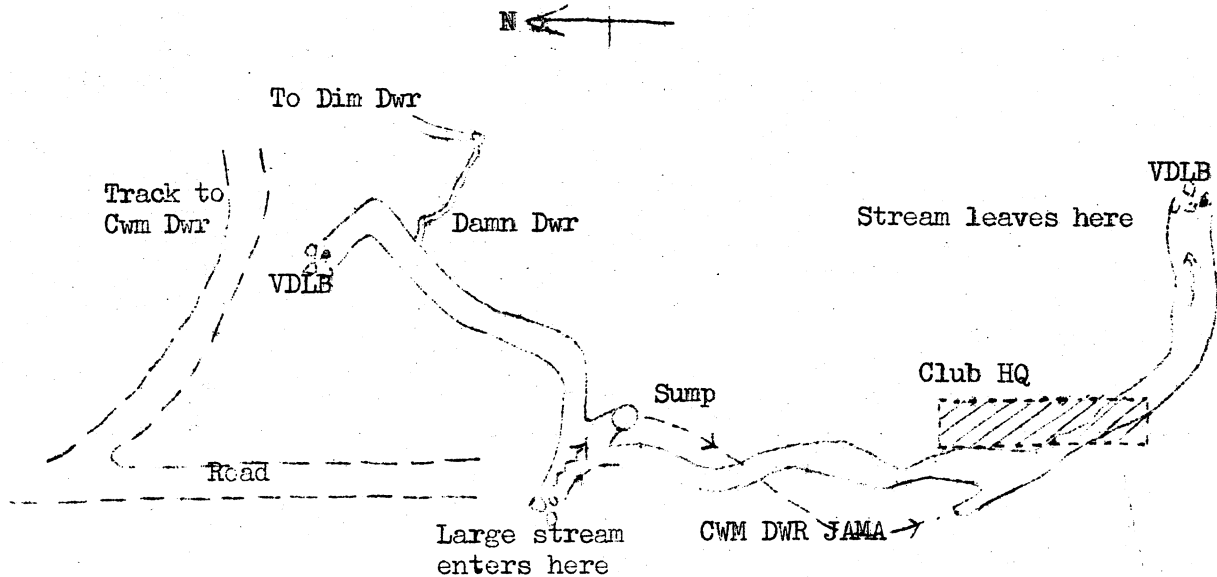 N
To Dim Dwr
Track to
Cwm Dwr
VDLB
Damn Dwr
VDLB
Stream leaves here
Club HQ
Sump
Road
Large stream
enters here
CWM DWR JAMA